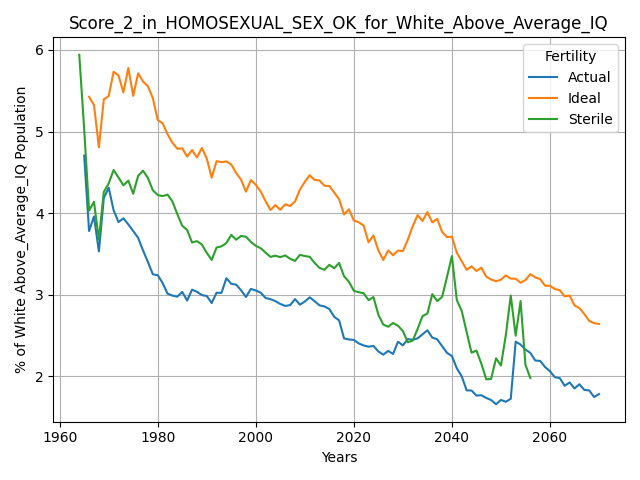 Score_2_in_HOMOSEXUAL_SEX_OK_for_White_Above_Average_IQ
% of White Above_Average_IQ Population
6
5
4
3
2
Fertility
Actual
Ideal
Sterile
1960 1980 2000 2020 2040 2060
Years